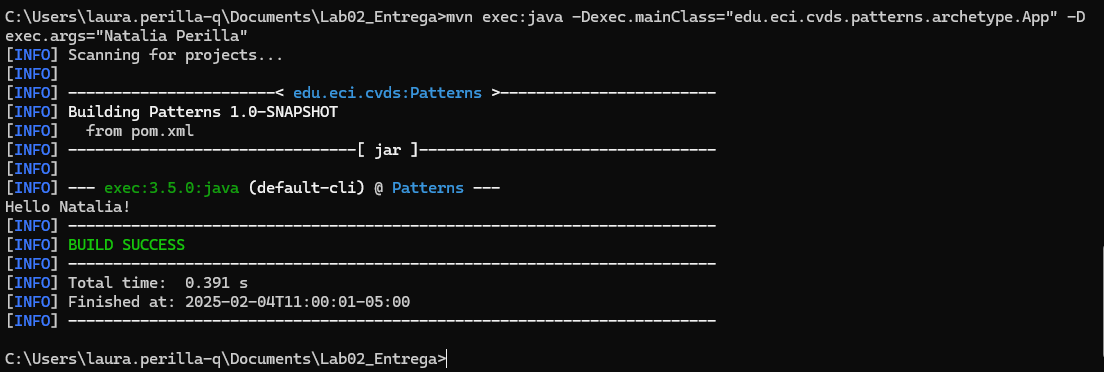 C:\Users\laura.perilla-q\Documents\Lab02_Entrega>mvn exec:java -Dexec.mainClass="edu.eci.cvds.patterns.archetype.App" -D
exec.args="Natalia Perilla"
[INFO] Scanning for projects...
[INFO]
[INFO] -----------------------< edu.eci.cvds:Patterns >------------------------
[INFO] Building Patterns 1.0-SNAPSHOT
[INFO]   from pom.xml
[INFO] --------------------------------[ jar ]---------------------------------
[INFO]
[INFO] --- exec:3.5.0:java (default-cli) @ Patterns ---
Hello Natalia!
[INFO] ------------------------------------------------------------------------
[INFO] BUILD SUCCESS
[INFO] ------------------------------------------------------------------------
[INFO] Total time:  0.391 s
[INFO] Finished at: 2025-02-04T11:00:01-05:00
[INFO] ------------------------------------------------------------------------
C:\Users\laura.perilla-q\Documents\Lab02_Entrega>